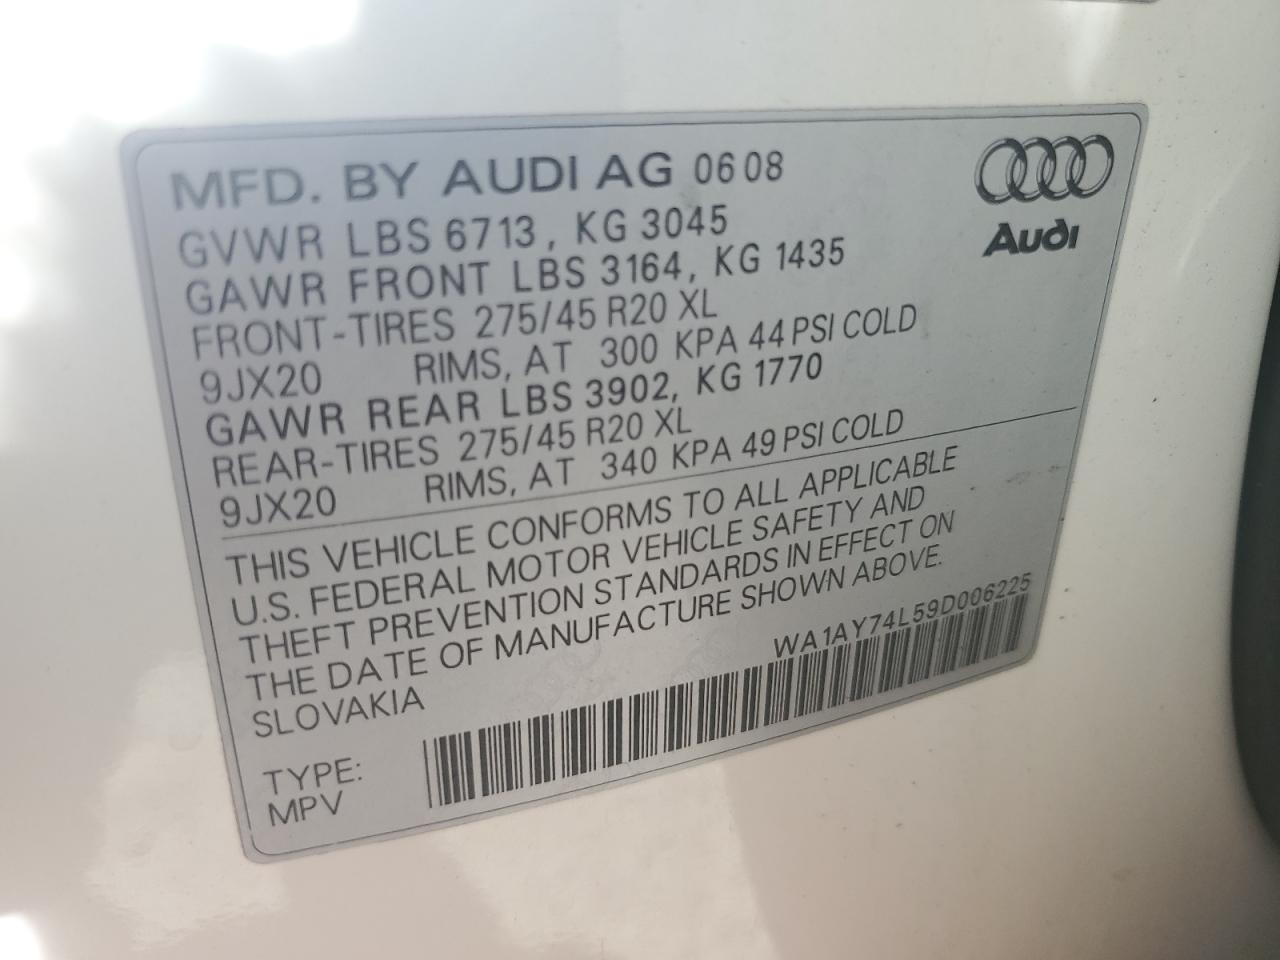 MFD. BY AUDI AG 0608
GVWR LBS 6713, KG 3045
GAWR FRONT LBS 3164, KG 1435
FRONT-TIRES 275/45 R20 XL
9JX20 RIMS, AT 300 KPA 44 PSI COLD
GAWR REAR LBS 3902, KG 1770
REAR-TIRES 275/45 R20 XL
9JX20 RIMS, AT 340 KPA 49 PSI COLD
Audi
THIS VEHICLE CONFORMS TO ALL APPLICABLE
U.S. FEDERAL MOTOR VEHICLE SAFETY AND
THEFT PREVENTION STANDARDS IN EFFECT ON
THE DATE OF MANUFACTURE SHOWN ABOVE.
SLOVAKIA
WA1AY74L59D006225
TYPE:
MPV